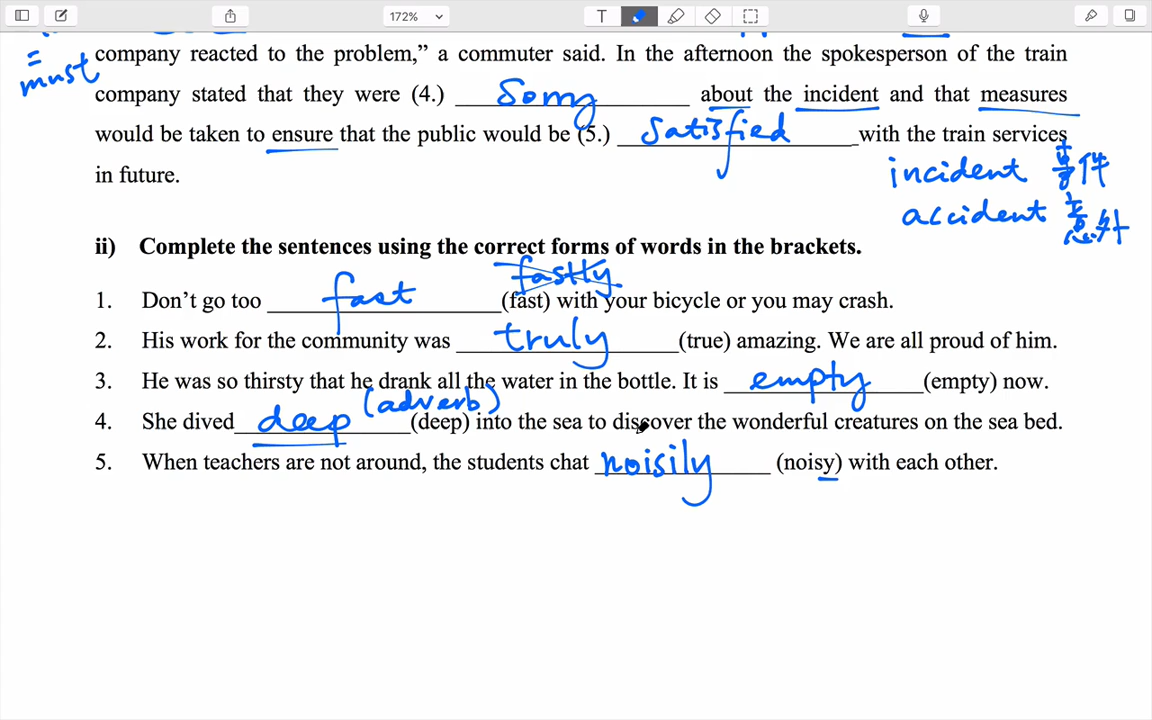 172%
company reacted to the problem,” a commuter said. In the afternoon the spokesperson of the train
= must
company stated that they were (4.) sorry about the incident and that measures
would be taken to ensure that the public would be (5.) satisfied with the train services
in future.
incident 事件
accident 意外
ii) Complete the sentences using the correct forms of words in the brackets.
fastly
1. Don’t go too fast (fast) with your bicycle or you may crash.
2. His work for the community was truly (true) amazing. We are all proud of him.
3. He was so thirsty that he drank all the water in the bottle. It is empty (empty) now.
(adverb)
4. She dived deep (deep) into the sea to discover the wonderful creatures on the sea bed.
5. When teachers are not around, the students chat noisily (noisy) with each other.